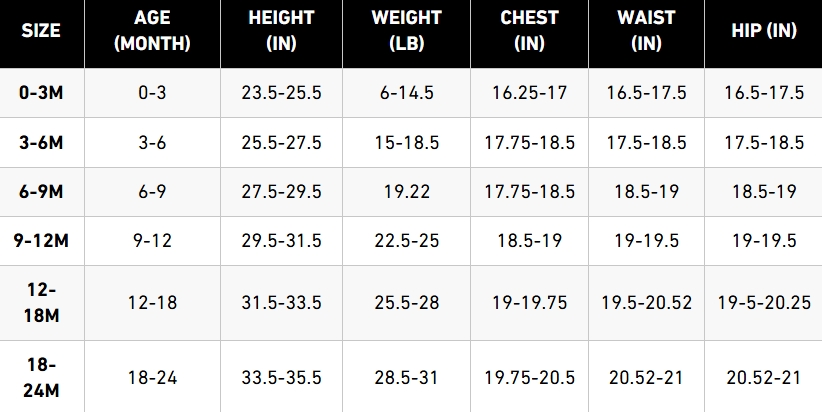 SIZE AGE (MONTH) HEIGHT (IN) WEIGHT (LB) CHEST (IN) WAIST (IN) HIP (IN)
0-3M 0-3 23.5-25.5 6-14.5 16.25-17 16.5-17.5 16.5-17.5
3-6M 3-6 25.5-27.5 15-18.5 17.75-18.5 17.5-18.5 17.5-18.5
6-9M 6-9 27.5-29.5 19.22 17.75-18.5 18.5-19 18.5-19
9-12M 9-12 29.5-31.5 22.5-25 18.5-19 19-19.5 19-19.5
12-18M 12-18 31.5-33.5 25.5-28 19-19.75 19.5-20.52 19-5-20.25
18-24M 18-24 33.5-35.5 28.5-31 19.75-20.5 20.52-21 20.52-21